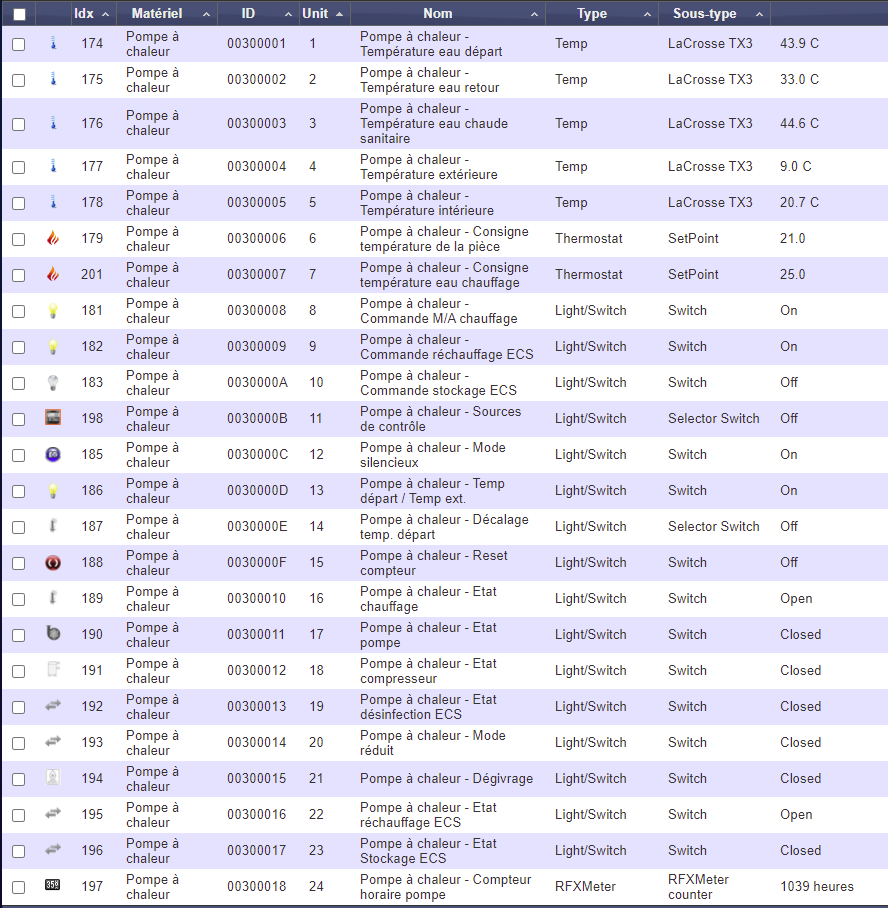 Idx Matériel ID Unit Nom Type Sous-type
174 Pompe à chaleur 00300001 1 Pompe à chaleur - Température eau départ Temp LaCrosse TX3 43.9 C
175 Pompe à chaleur 00300002 2 Pompe à chaleur - Température eau retour Temp LaCrosse TX3 33.0 C
176 Pompe à chaleur 00300003 3 Pompe à chaleur - Température eau chaude sanitaire Temp LaCrosse TX3 44.6 C
177 Pompe à chaleur 00300004 4 Pompe à chaleur - Température extérieure Temp LaCrosse TX3 9.0 C
178 Pompe à chaleur 00300005 5 Pompe à chaleur - Température intérieure Temp LaCrosse TX3 20.7 C
179 Pompe à chaleur 00300006 6 Pompe à chaleur - Consigne température de la pièce Thermostat SetPoint 21.0
201 Pompe à chaleur 00300007 7 Pompe à chaleur - Consigne température eau chauffage Thermostat SetPoint 25.0
181 Pompe à chaleur 00300008 8 Pompe à chaleur - Commande M/A chauffage Light/Switch Switch On
182 Pompe à chaleur 00300009 9 Pompe à chaleur - Commande réchauffage ECS Light/Switch Switch On
183 Pompe à chaleur 0030000A 10 Pompe à chaleur - Commande stockage ECS Light/Switch Switch Off
198 Pompe à chaleur 0030000B 11 Pompe à chaleur - Sources de contrôle Light/Switch Selector Switch Off
185 Pompe à chaleur 0030000C 12 Pompe à chaleur - Mode silencieux Light/Switch Switch On
186 Pompe à chaleur 0030000D 13 Pompe à chaleur - Temp départ / Temp ext. Light/Switch Switch On
187 Pompe à chaleur 0030000E 14 Pompe à chaleur - Décalage temp. départ Light/Switch Selector Switch Off
188 Pompe à chaleur 0030000F 15 Pompe à chaleur - Reset compteur Light/Switch Switch Off
189 Pompe à chaleur 00300010 16 Pompe à chaleur - Etat chauffage Light/Switch Switch Open
190 Pompe à chaleur 00300011 17 Pompe à chaleur - Etat pompe Light/Switch Switch Closed
191 Pompe à chaleur 00300012 18 Pompe à chaleur - Etat compresseur Light/Switch Switch Closed
192 Pompe à chaleur 00300013 19 Pompe à chaleur - Etat désinfection ECS Light/Switch Switch Closed
193 Pompe à chaleur 00300014 20 Pompe à chaleur - Mode réduit Light/Switch Switch Closed
194 Pompe à chaleur 00300015 21 Pompe à chaleur - Dégivrage Light/Switch Switch Closed
195 Pompe à chaleur 00300016 22 Pompe à chaleur - Etat réchauffage ECS Light/Switch Switch Open
196 Pompe à chaleur 00300017 23 Pompe à chaleur - Etat Stockage ECS Light/Switch Switch Closed
197 Pompe à chaleur 00300018 24 Pompe à chaleur - Compteur horaire pompe RFXMeter RFXMeter counter 1039 heures